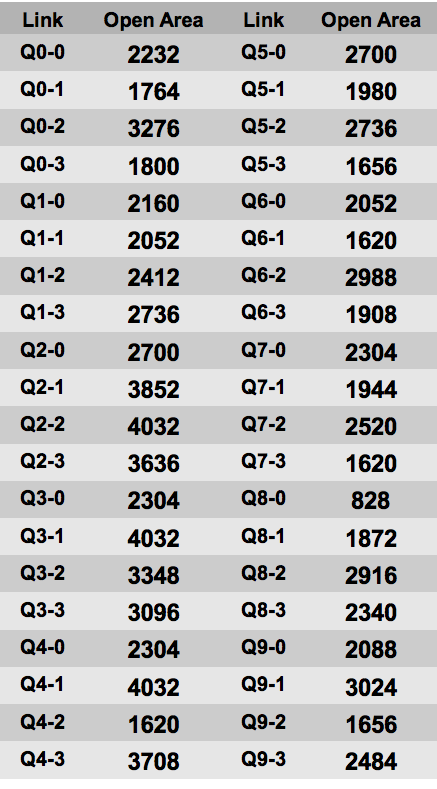 Link Open Area Link Open Area
Q0-0 2232 Q5-0 2700
Q0-1 1764 Q5-1 1980
Q0-2 3276 Q5-2 2736
Q0-3 1800 Q5-3 1656
Q1-0 2160 Q6-0 2052
Q1-1 2052 Q6-1 1620
Q1-2 2412 Q6-2 2988
Q1-3 2736 Q6-3 1908
Q2-0 2700 Q7-0 2304
Q2-1 3852 Q7-1 1944
Q2-2 4032 Q7-2 2520
Q2-3 3636 Q7-3 1620
Q3-0 2304 Q8-0 828
Q3-1 4032 Q8-1 1872
Q3-2 3348 Q8-2 2916
Q3-3 3096 Q8-3 2340
Q4-0 2304 Q9-0 2088
Q4-1 4032 Q9-1 3024
Q4-2 1620 Q9-2 1656
Q4-3 3708 Q9-3 2484